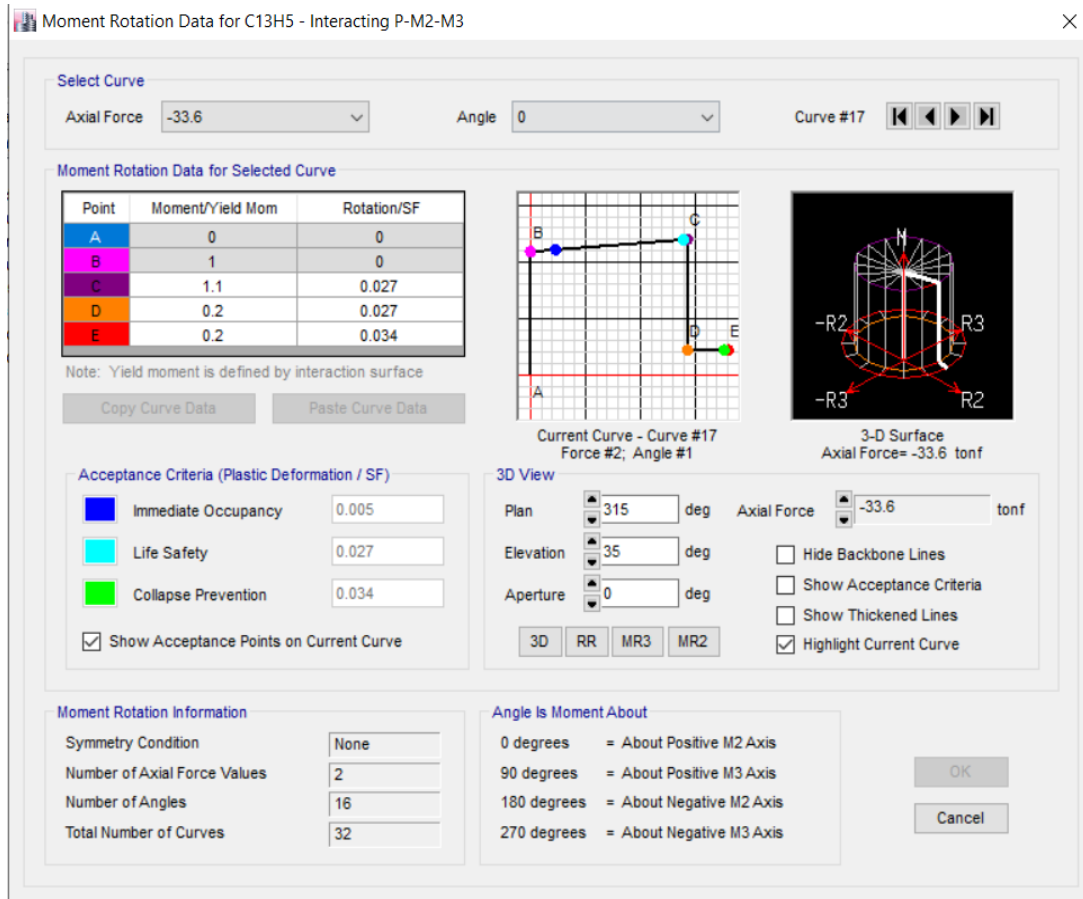 Moment Rotation Data for C13H5 - Interacting P-M2-M3
Select Curve
Axial Force -33.6 Angle 0 Curve #17
Moment Rotation Data for Selected Curve
Point Moment/Yield Mom Rotation/SF
A 0 0
B 1 0
C 1.1 0.027
D 0.2 0.027
E 0.2 0.034
Note: Yield moment is defined by interaction surface
Copy Curve Data Paste Curve Data
B
C
D
E
A
Current Curve - Curve #17
Force #2; Angle #1
M
-R2 R3
-R3 R2
3-D Surface
Axial Force= -33.6 tonf
Acceptance Criteria (Plastic Deformation / SF)
Immediate Occupancy 0.005
Life Safety 0.027
Collapse Prevention 0.034
Show Acceptance Points on Current Curve
3D View
Plan 315 deg Axial Force -33.6 tonf
Elevation 35 deg
Aperture 0 deg
3D RR MR3 MR2
Hide Backbone Lines
Show Acceptance Criteria
Show Thickened Lines
Highlight Current Curve
Moment Rotation Information
Symmetry Condition None
Number of Axial Force Values 2
Number of Angles 16
Total Number of Curves 32
Angle Is Moment About
0 degrees = About Positive M2 Axis
90 degrees = About Positive M3 Axis
180 degrees = About Negative M2 Axis
270 degrees = About Negative M3 Axis
OK
Cancel